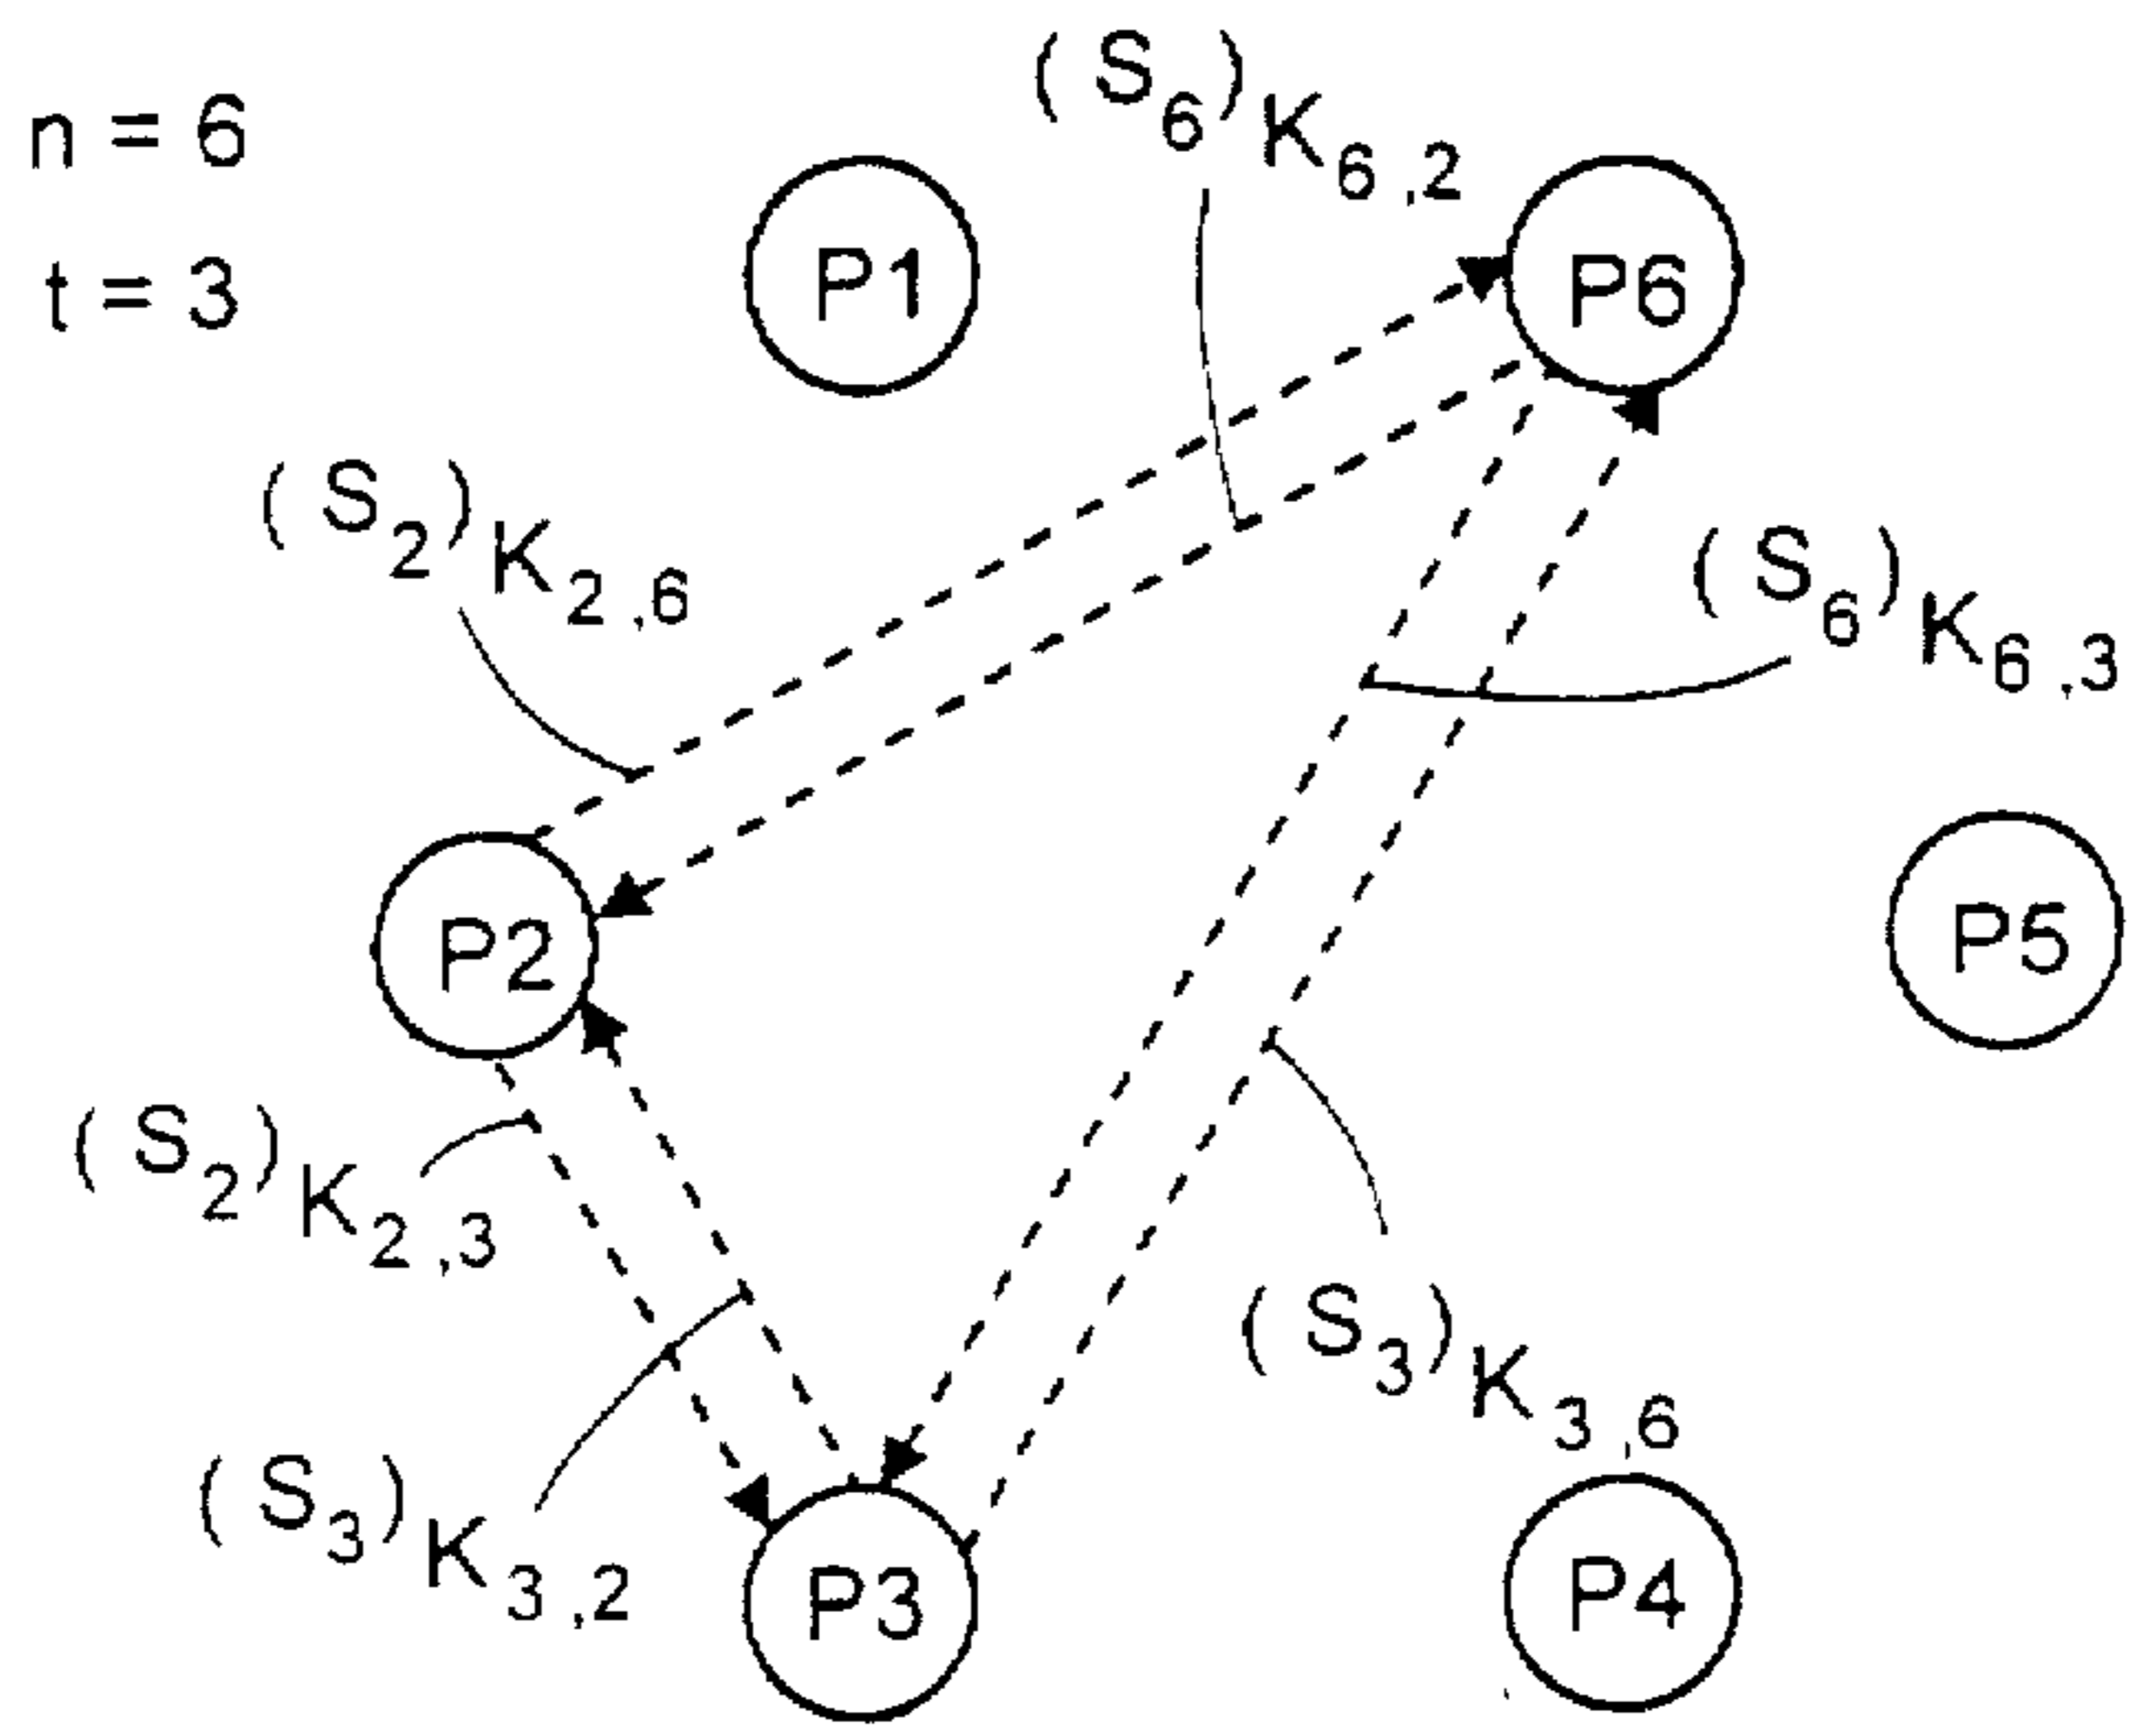 n = 6
t = 3
(S6)K6,2
P1
P6
(S2)K2,6
(S6)K6,3
P2
P5
(S2)K2,3
(S3)K3,6
(S3)K3,2
P3
P4